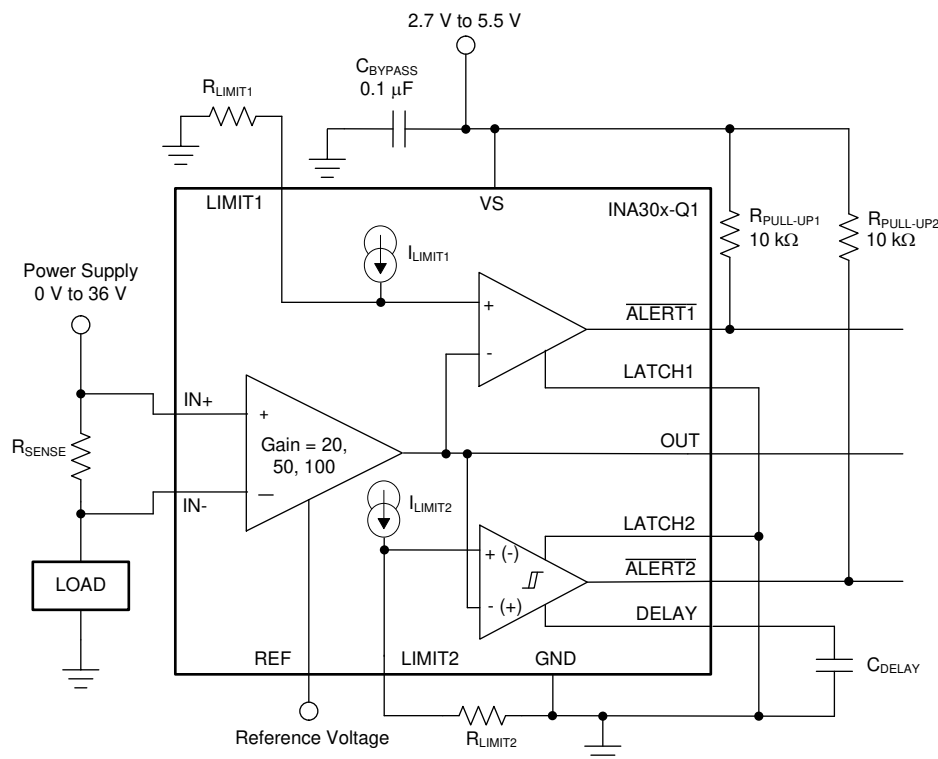 2.7 V to 5.5 V
CBYPASS
0.1 μF
RLIMIT1
LIMIT1
VS
INA30x-Q1
RPULL-UP1
10 kΩ
RPULL-UP2
10 kΩ
ILIMIT1
Power Supply
0 V to 36 V
+
-
ALERT1
LATCH1
IN+
+
RSENSE
Gain = 20,
50, 100
OUT
−
IN-
ILIMIT2
LATCH2
+ (-)
ALERT2
LOAD
- (+)
DELAY
REF
LIMIT2
GND
CDELAY
Reference Voltage
RLIMIT2